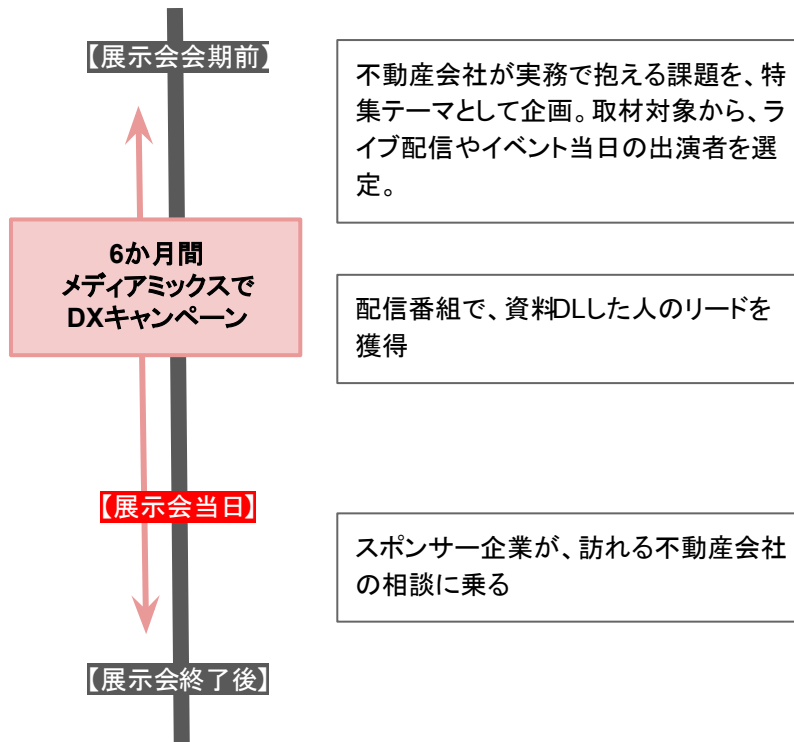 【展示会会期前】
不動産会社が実務で抱える課題を、特
集テーマとして企画。取材対象から、ラ
イブ配信やイベント当日の出演者を選
定。
6か月間
メディアミックスで
DXキャンペーン
配信番組で、資料DLした人のリードを
獲得
【展示会当日】
スポンサー企業が、訪れる不動産会社
の相談に乗る
【展示会終了後】